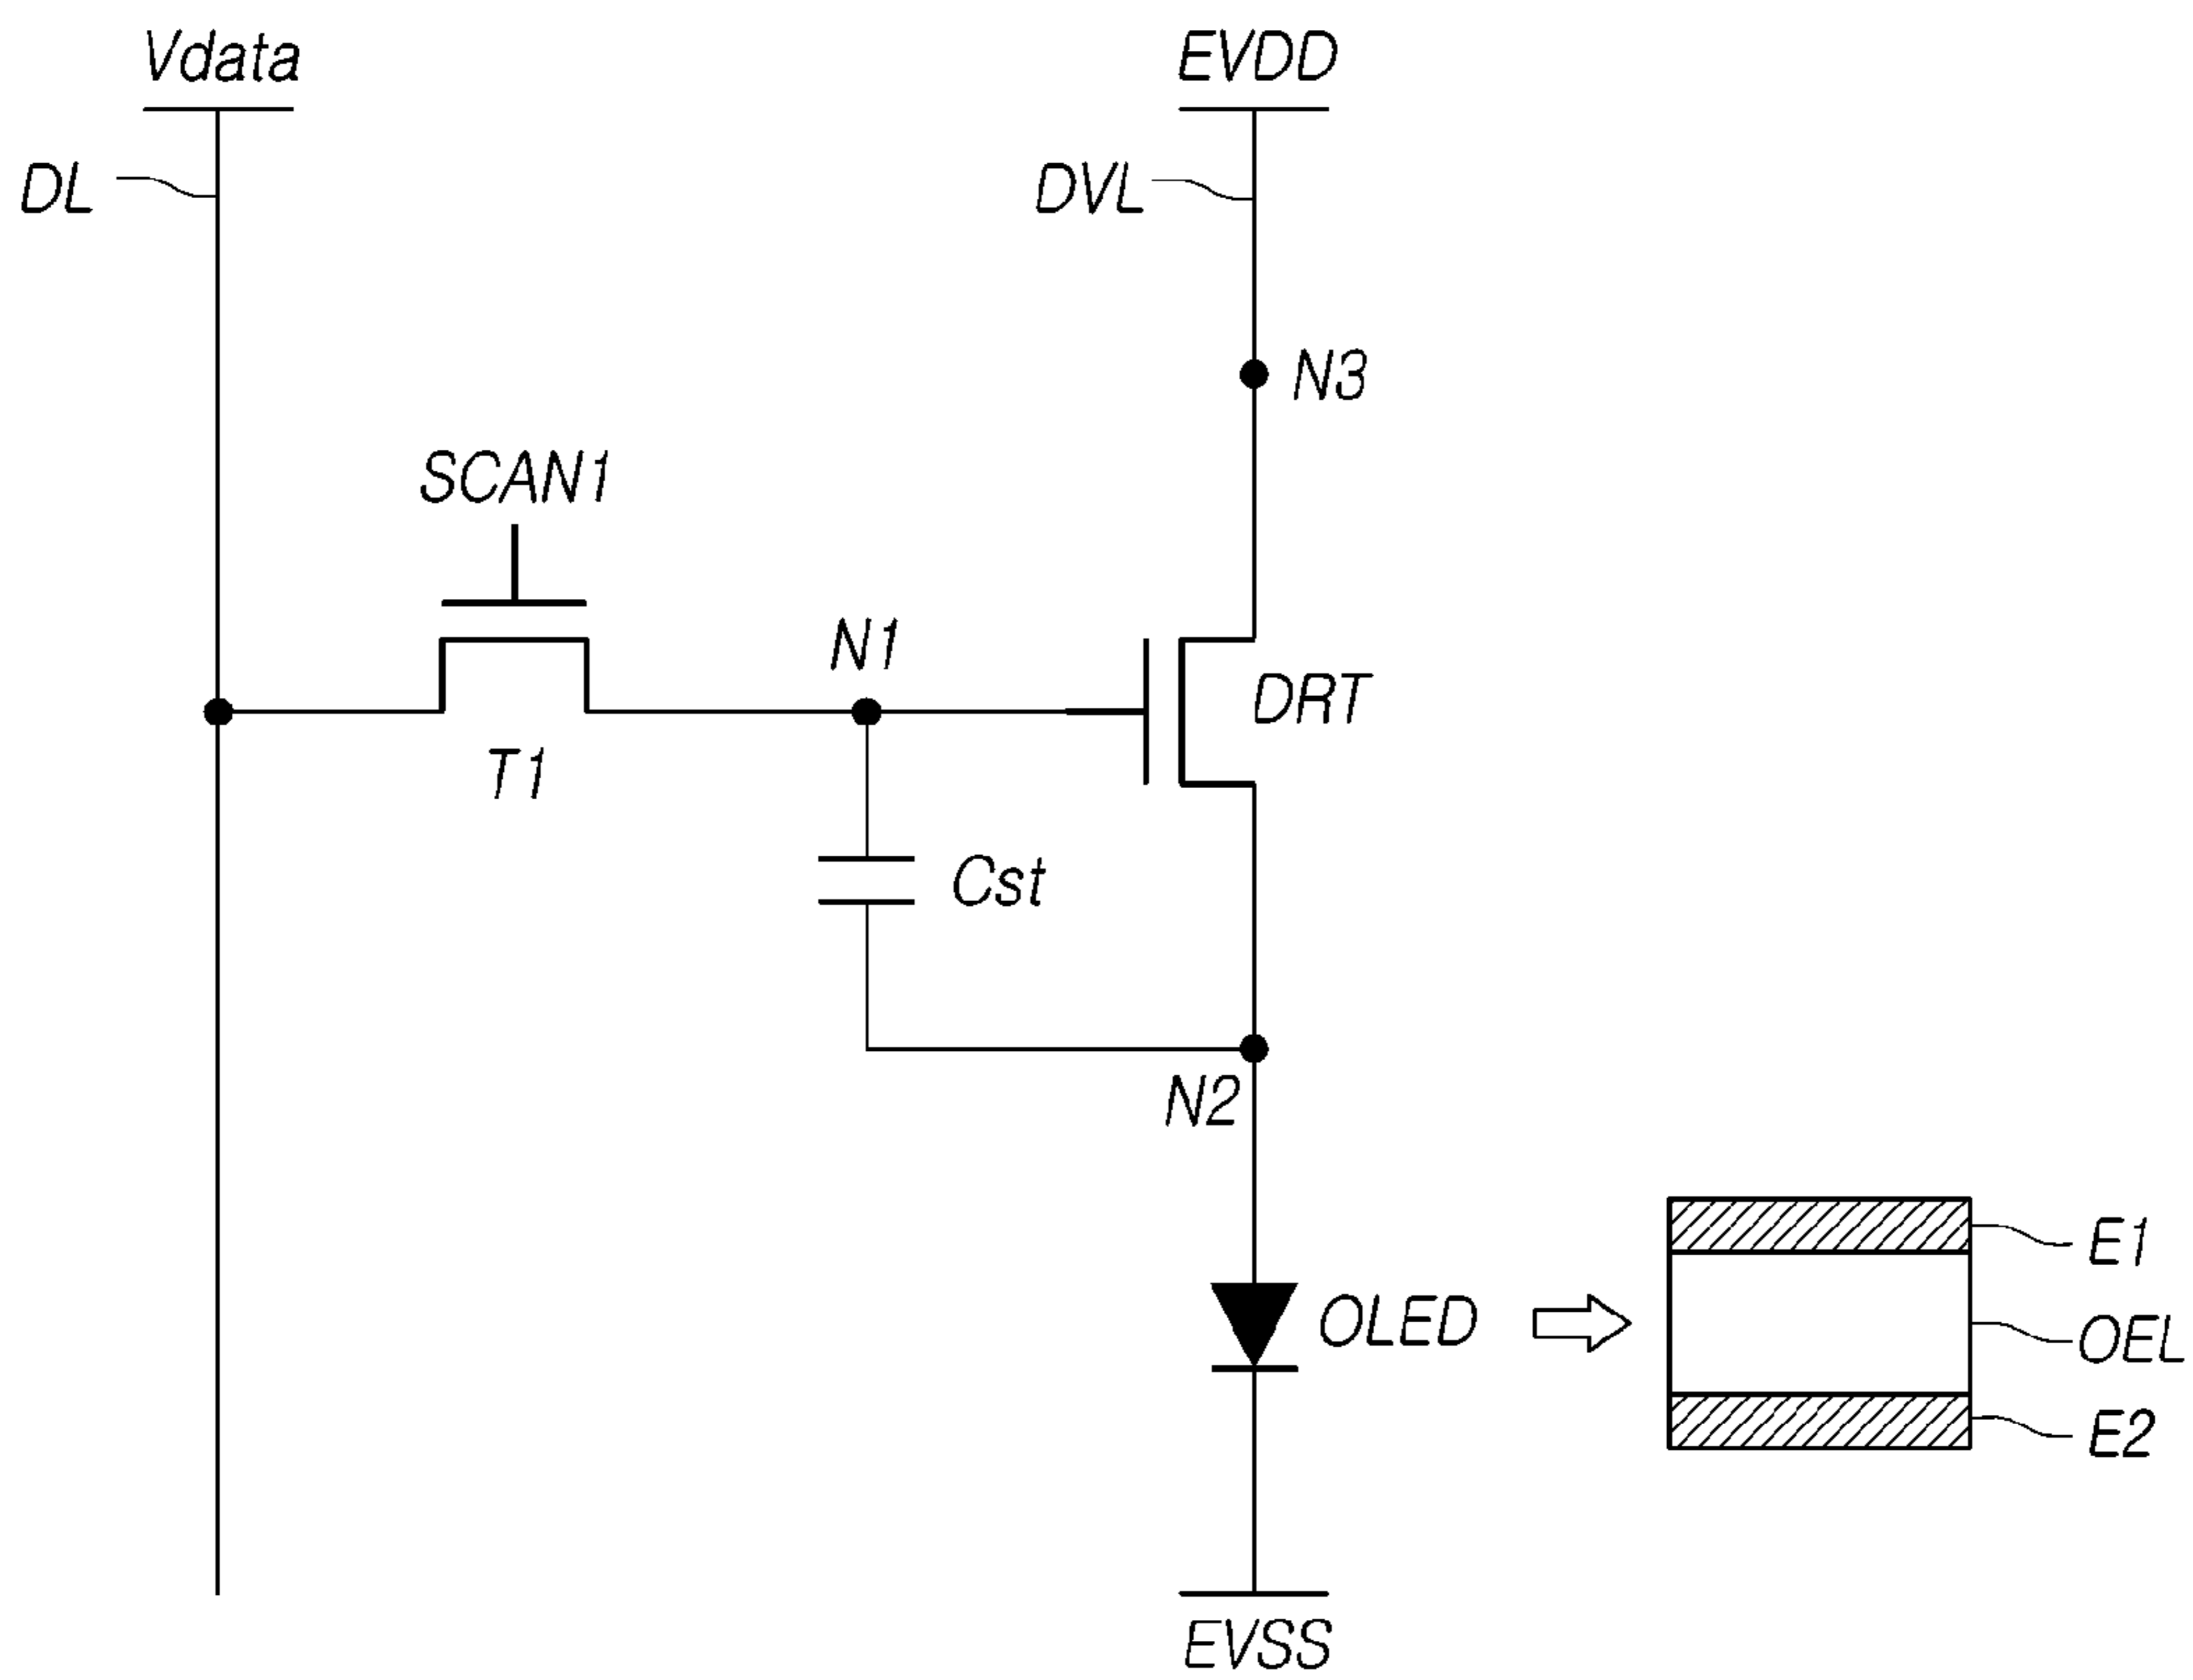 Vdata
EVDD
DL
DVL
N3
SCAN1
N1
DRT
T1
Cst
N2
E1
OLED
OEL
E2
EVSS